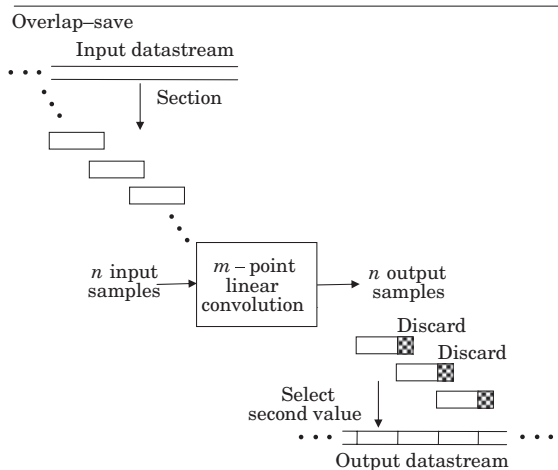 Overlap–save
Input datastream
Section
n input
samples
m – point
linear
convolution
n output
samples
Discard
Discard
Select
second value
Output datastream